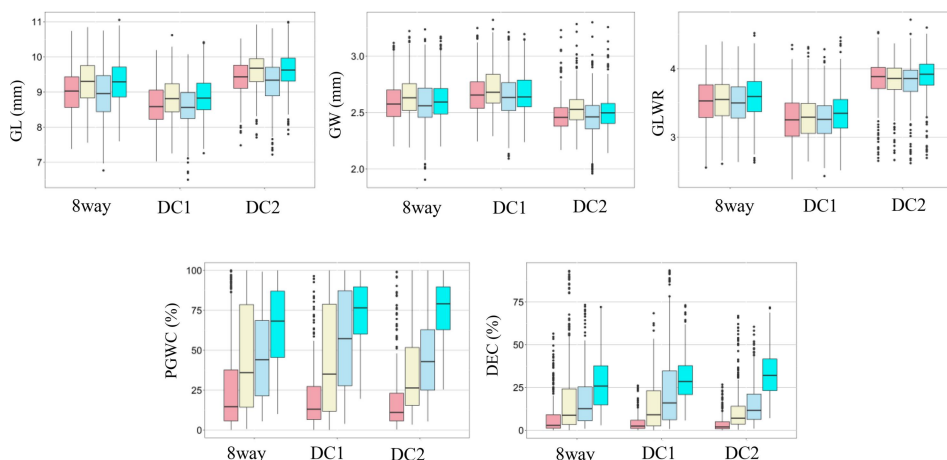 GL (mm)
11
10
9
8
7
8way DC1 DC2
GW (mm)
3.0
2.5
2.0
8way DC1 DC2
GLWR
4
3
8way DC1 DC2
PGWC (%)
100
75
50
25
0
8way DC1 DC2
DEC (%)
75
50
25
0
8way DC1 DC2